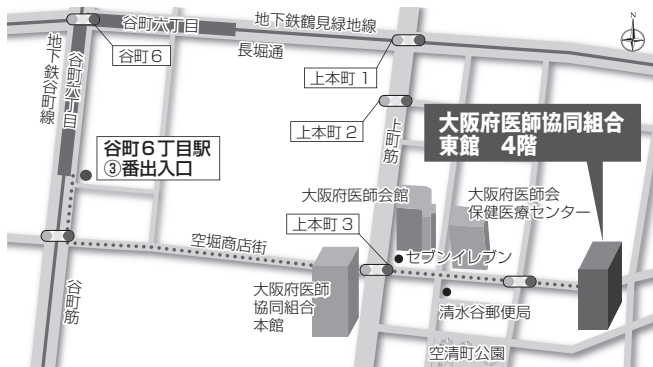 谷町六丁目
地下鉄鶴見緑地線
N
谷町6
長堀通
上本町1
地下鉄谷町線
谷町六丁目
上本町2
上町筋
大阪府医師協同組合
東館 4階
谷町6丁目駅
③番出入口
大阪府医師会館
大阪府医師会
保健医療センター
上本町3
空堀商店街
セブンイレブン
谷町筋
大阪府医師
協同組合
本館
清水谷郵便局
空清町公園